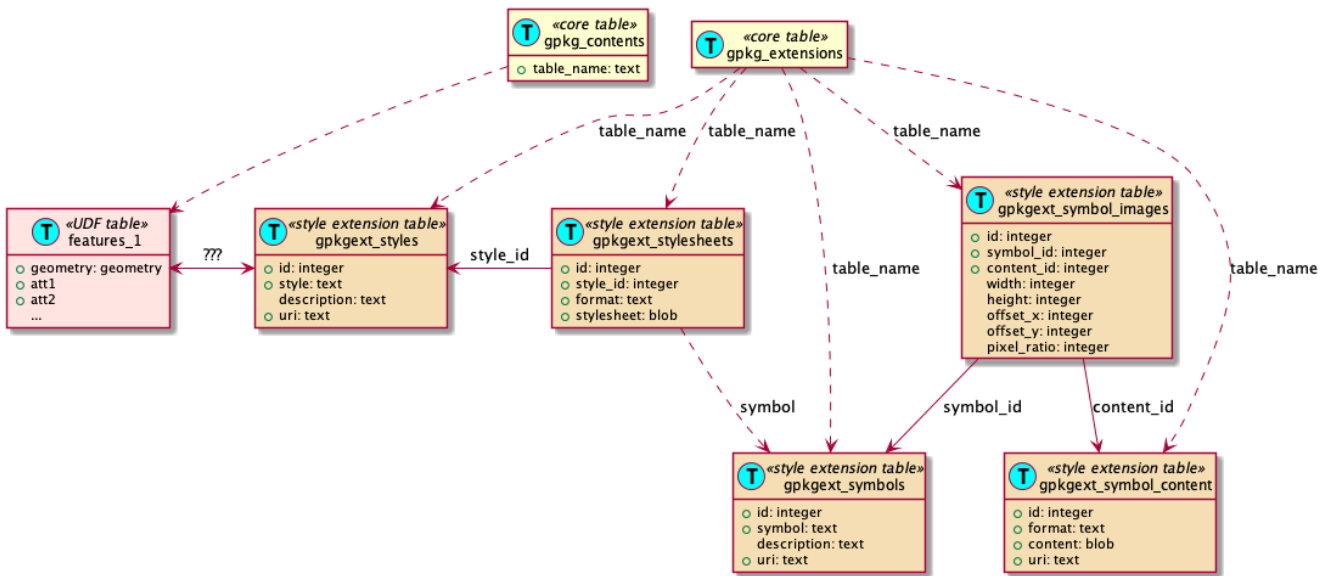 T «core table»
gpkg_contents
table_name: text
T «core table»
gpkg_extensions
table_name
table_name
table_name
table_name
table_name
T «UDF table»
features_1
geometry: geometry
att1
att2
...
???
T «style extension table»
gpkgext_styles
id: integer
style: text
description: text
uri: text
style_id
T «style extension table»
gpkgext_stylesheets
id: integer
style_id: integer
format: text
stylesheet: blob
T «style extension table»
gpkgext_symbol_images
id: integer
symbol_id: integer
content_id: integer
width: integer
height: integer
offset_x: integer
offset_y: integer
pixel_ratio: integer
symbol
symbol_id
content_id
T «style extension table»
gpkgext_symbols
id: integer
symbol: text
description: text
uri: text
T «style extension table»
gpkgext_symbol_content
id: integer
format: text
content: blob
uri: text